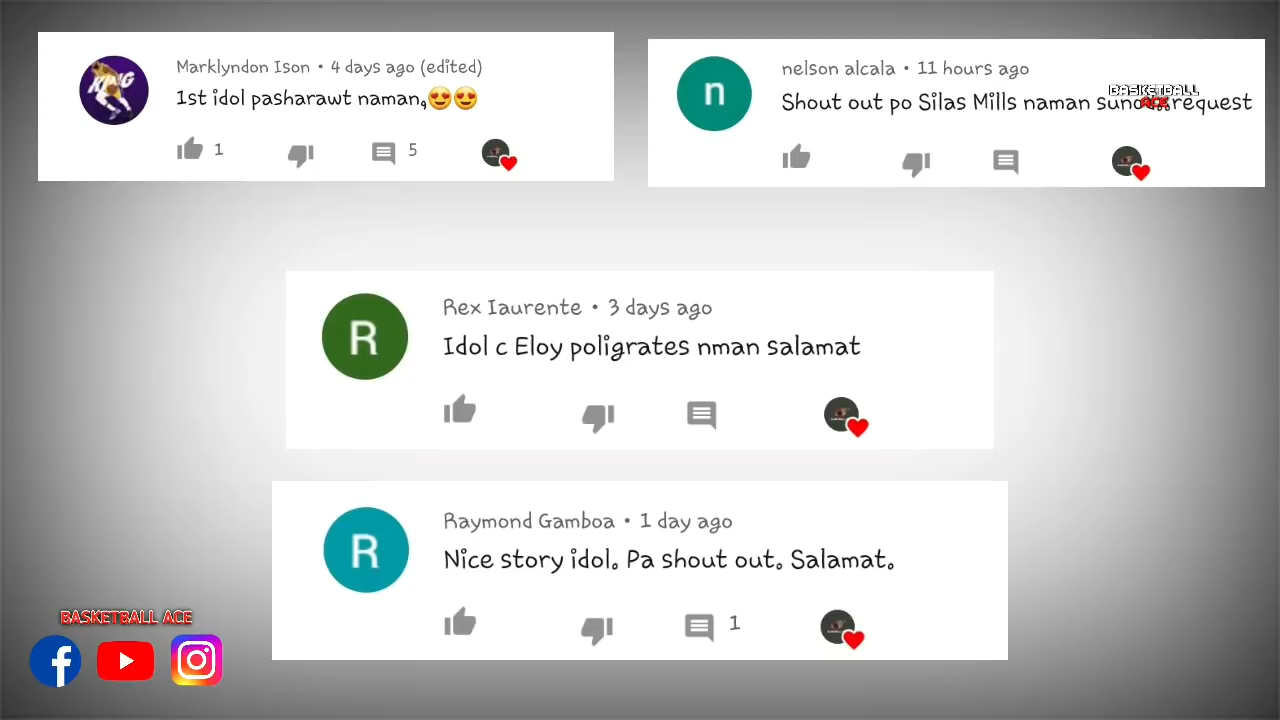 KING
Marklyndon Ison • 4 days ago (edited)
1st idol pasharawt naman,😍😍
1
5
n
nelson alcala • 11 hours ago
Shout out po Silas Mills naman request
BASKETBALL
ACE
R
Rex Iaurente • 3 days ago
Idol c Eloy poligrates nman salamat
R
Raymond Gamboa • 1 day ago
Nice story idol. Pa shout out. Salamat.
1
BASKETBALL ACE